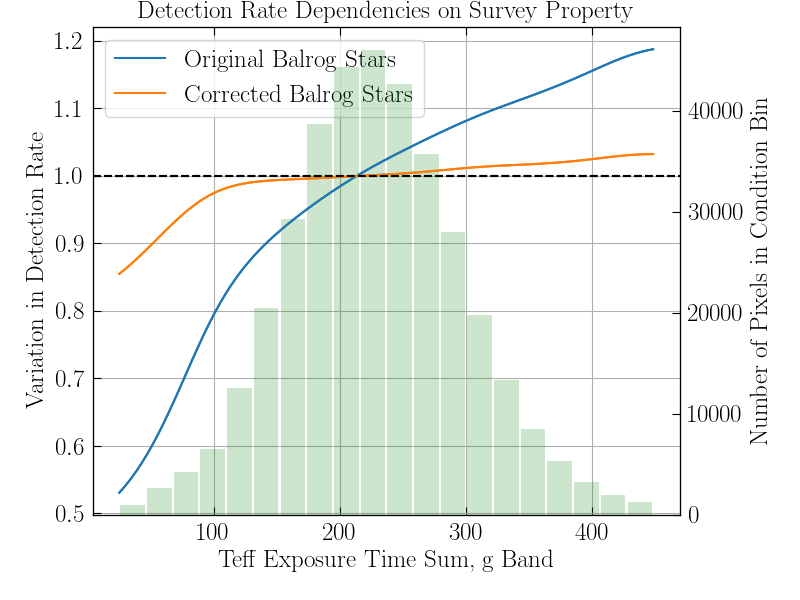 Detection Rate Dependencies on Survey Property
Original Balrog Stars
Corrected Balrog Stars
Variation in Detection Rate
1.2
1.1
1.0
0.9
0.8
0.7
0.6
0.5
40000
30000
20000
10000
0
Number of Pixels in Condition Bin
100
200
300
400
Teff Exposure Time Sum, g Band